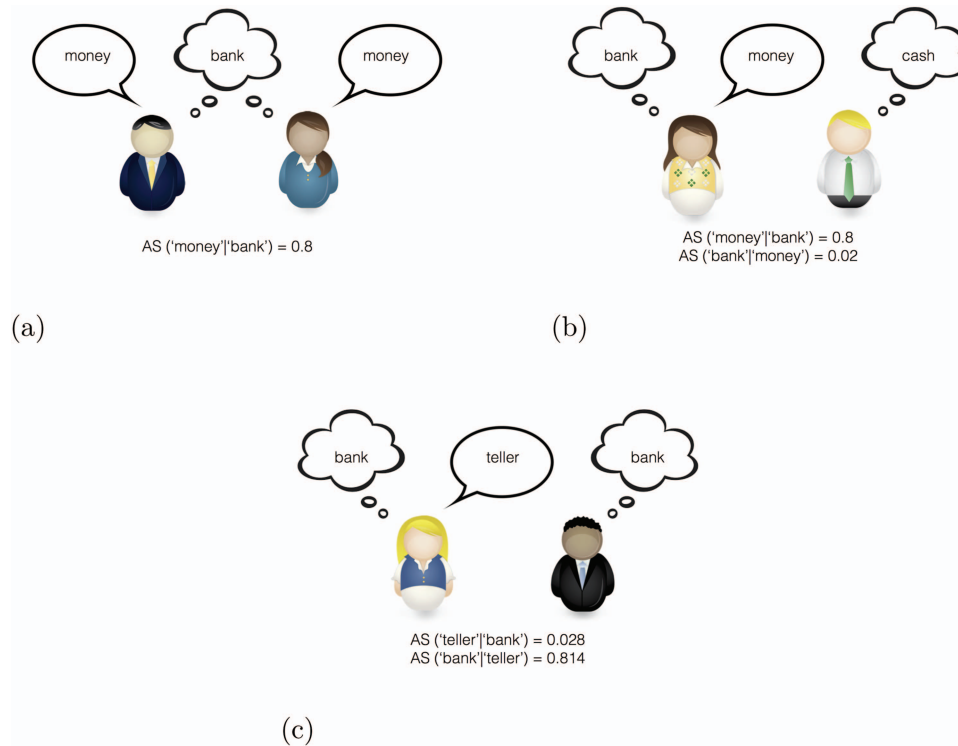 money
bank
money
AS (‘money’|‘bank’) = 0.8
(a)
bank
money
cash
AS (‘money’|‘bank’) = 0.8
AS (‘bank’|‘money’) = 0.02
(b)
bank
teller
bank
AS (‘teller’|‘bank’) = 0.028
AS (‘bank’|‘teller’) = 0.814
(c)